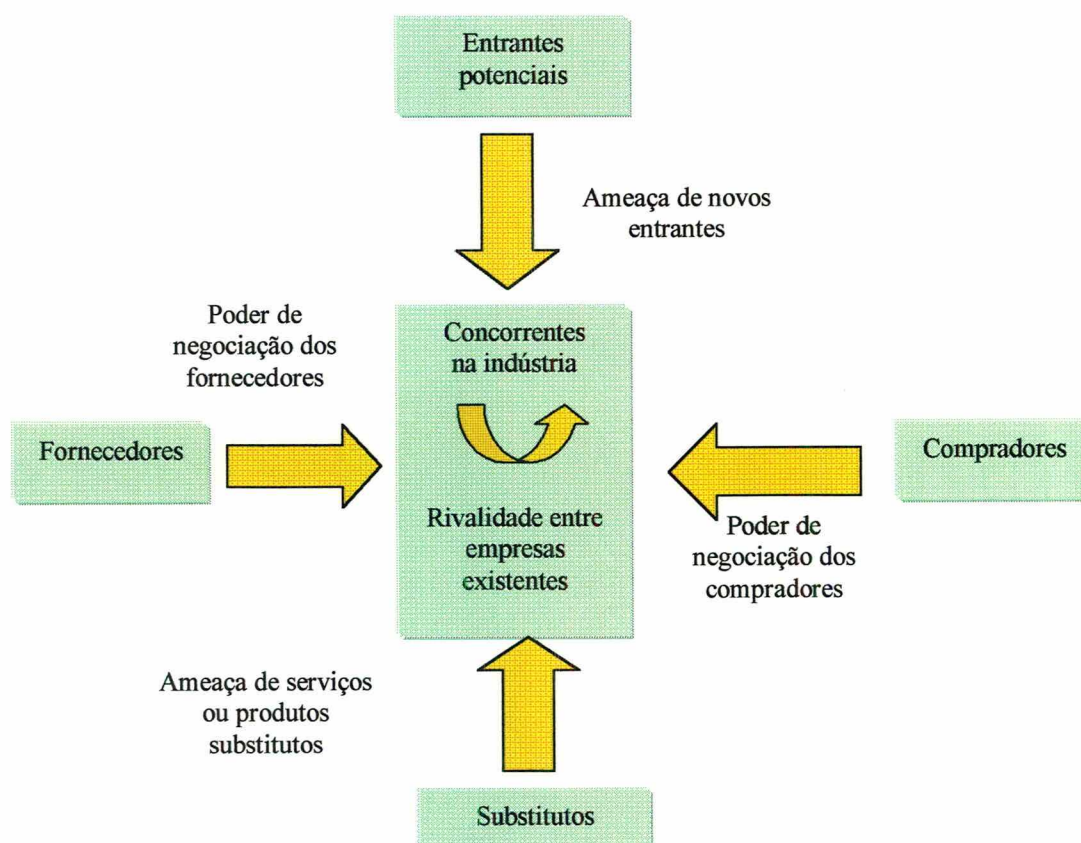 Entrantes
potenciais
Ameaça de novos
entrantes
Poder de
negociação dos
fornecedores
Concorrentes
na indústria
Fornecedores
Compradores
Rivalidade entre
empresas
existentes
Poder de
negociação dos
compradores
Ameaça de serviços
ou produtos
substitutos
Substitutos